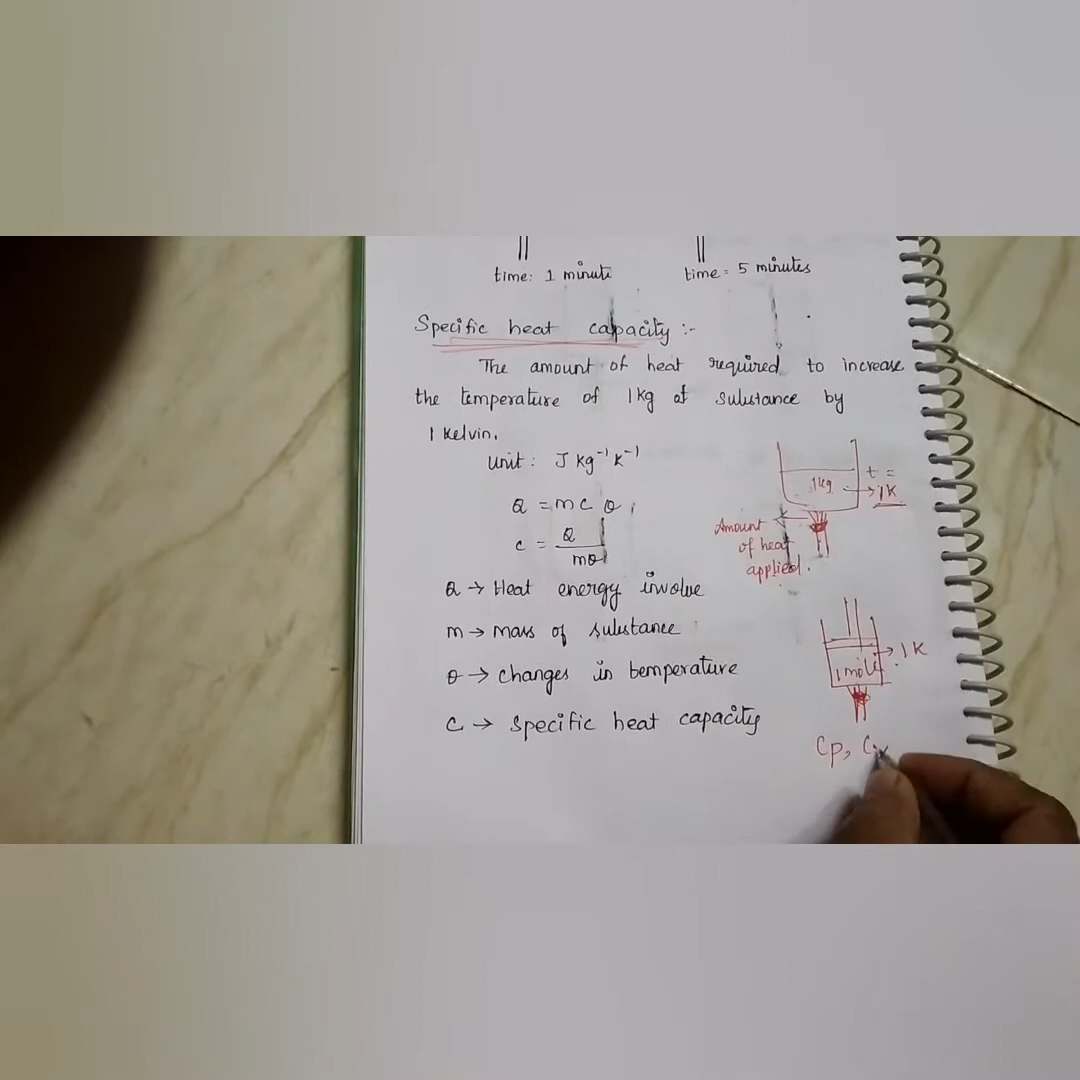 time: 1 minute
time = 5 minutes
Specific heat capacity :-
The amount of heat required to increase
the temperature of 1 kg of substance by
1 kelvin.
Unit : J kg⁻¹ K⁻¹
Q = m c θ
c = Q / mθ
t =
1kg → 1K
Amount
of heat
applied.
Q → Heat energy involve
m → mass of substance
θ → changes in temperature
C → Specific heat capacity
1 mole → 1 K
Cp, Cv